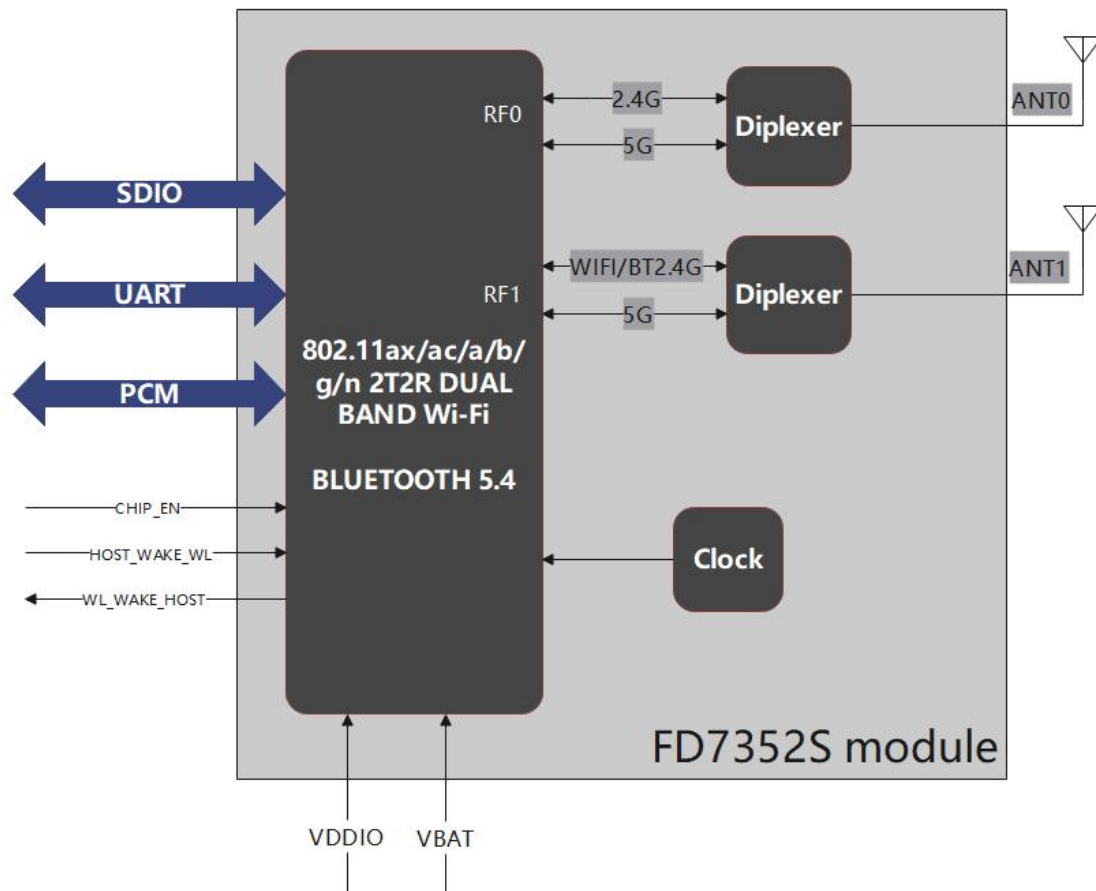 2.4G
ANT0
RF0
Diplexer
5G
SDIO
WIFI/BT2.4G
ANT1
UART
RF1
Diplexer
5G
802.11ax/ac/a/b/
g/n 2T2R DUAL
BAND Wi-Fi
PCM
BLUETOOTH 5.4
CHIP_EN
HOST_WAKE_WL
Clock
WL_WAKE_HOST
FD7352S module
VDDIO
VBAT